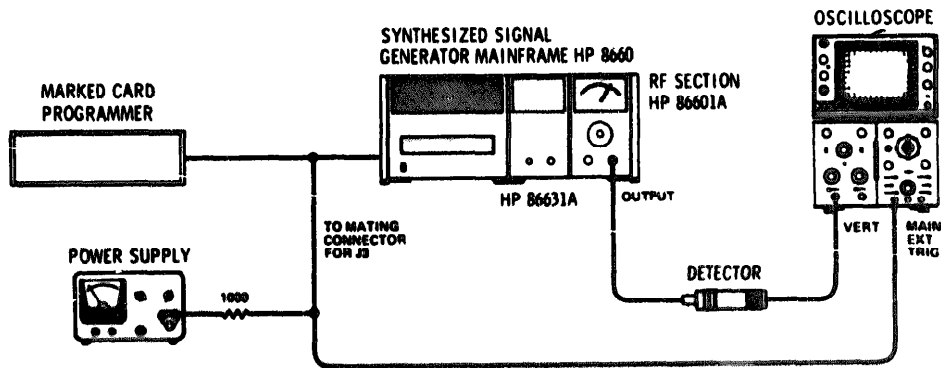 OSCILLOSCOPE
SYNTHESIZED SIGNAL
GENERATOR MAINFRAME HP 8660
RF SECTION
HP 86601A
MARKED CARD
PROGRAMMER
HP 86631A
OUTPUT
TO MATING
CONNECTOR
FOR J3
VERT
MAIN
EXT
TRIG
POWER SUPPLY
1000
DETECTOR